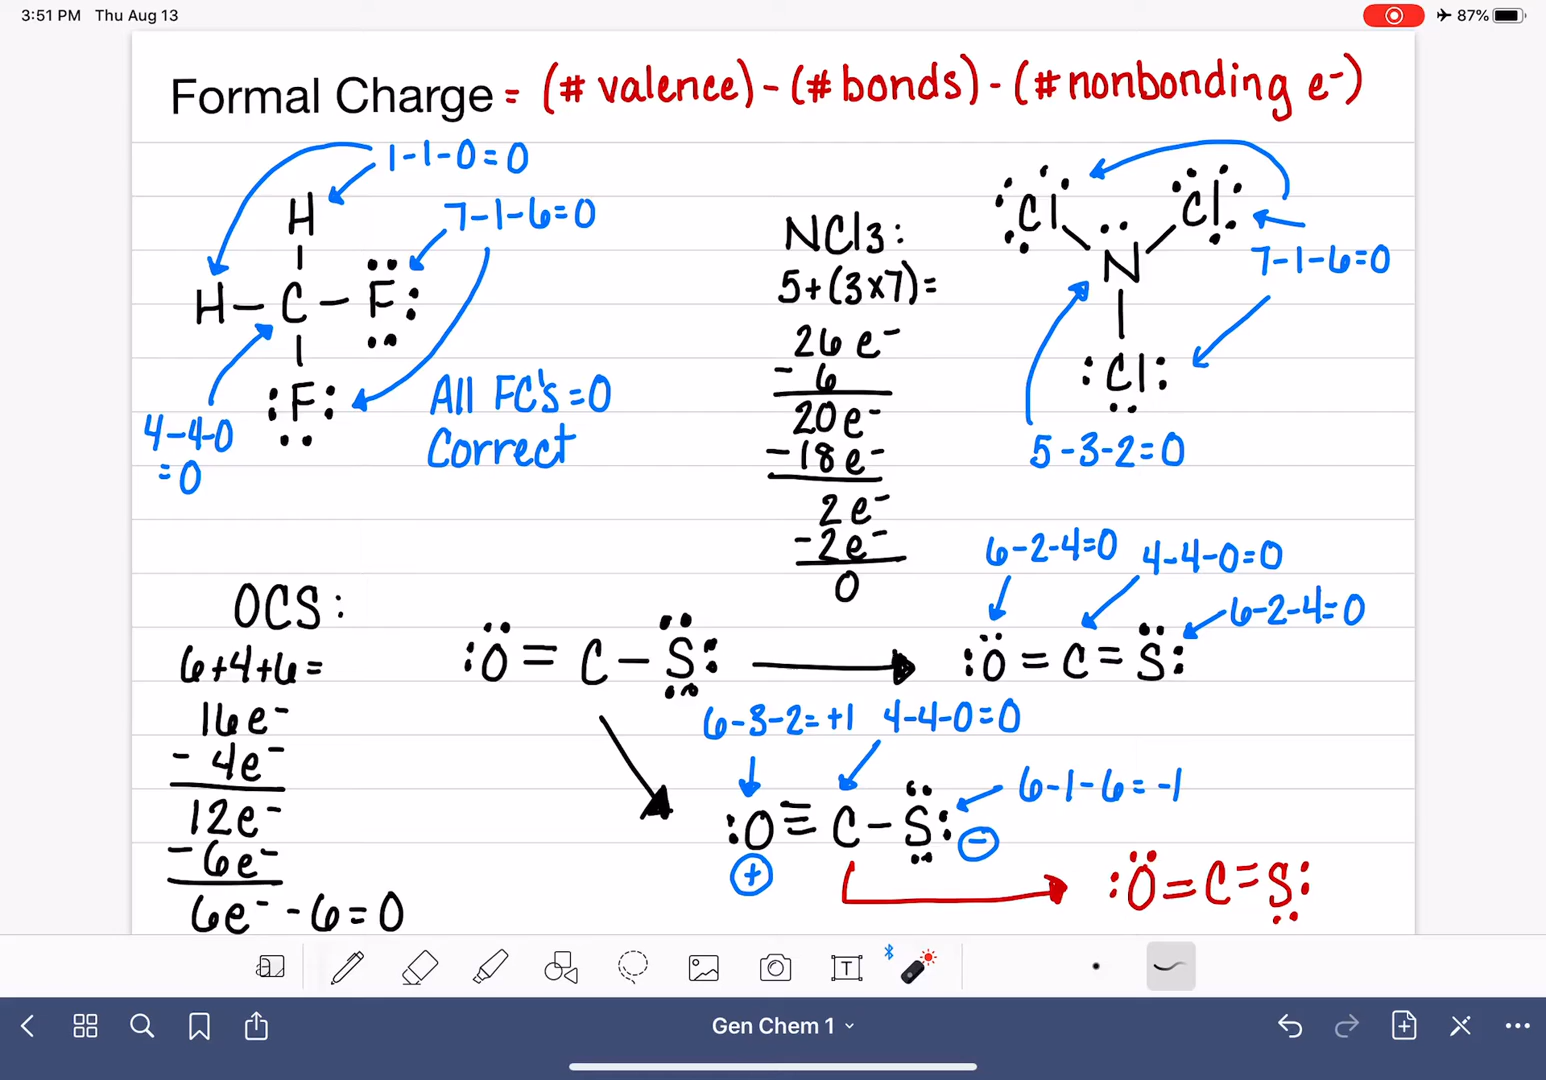 3:51 PM Thu Aug 13
87%
Formal Charge = (# valence) - (# bonds) - (# nonbonding e⁻)
1-1-0=0
7-1-6=0
H
H - C - F
F
4-4-0
=0
All FC's = 0
Correct
NCl3:
5+(3x7)=
26 e⁻
- 6
20e⁻
-18e⁻
2e⁻
-2e⁻
0
Cl Cl
N
Cl
7-1-6=0
5-3-2=0
OCS:
6+4+6=
16e⁻
- 4e⁻
12e⁻
-6e⁻
6e⁻ - 6 = 0
:O = C - S:
6-2-4=0
4-4-0=0
6-2-4=0
:O = C = S:
6-3-2=+1
4-4-0=0
6-1-6=-1
:O ≡ C - S:
+
-
:O = C = S:
T
Gen Chem 1